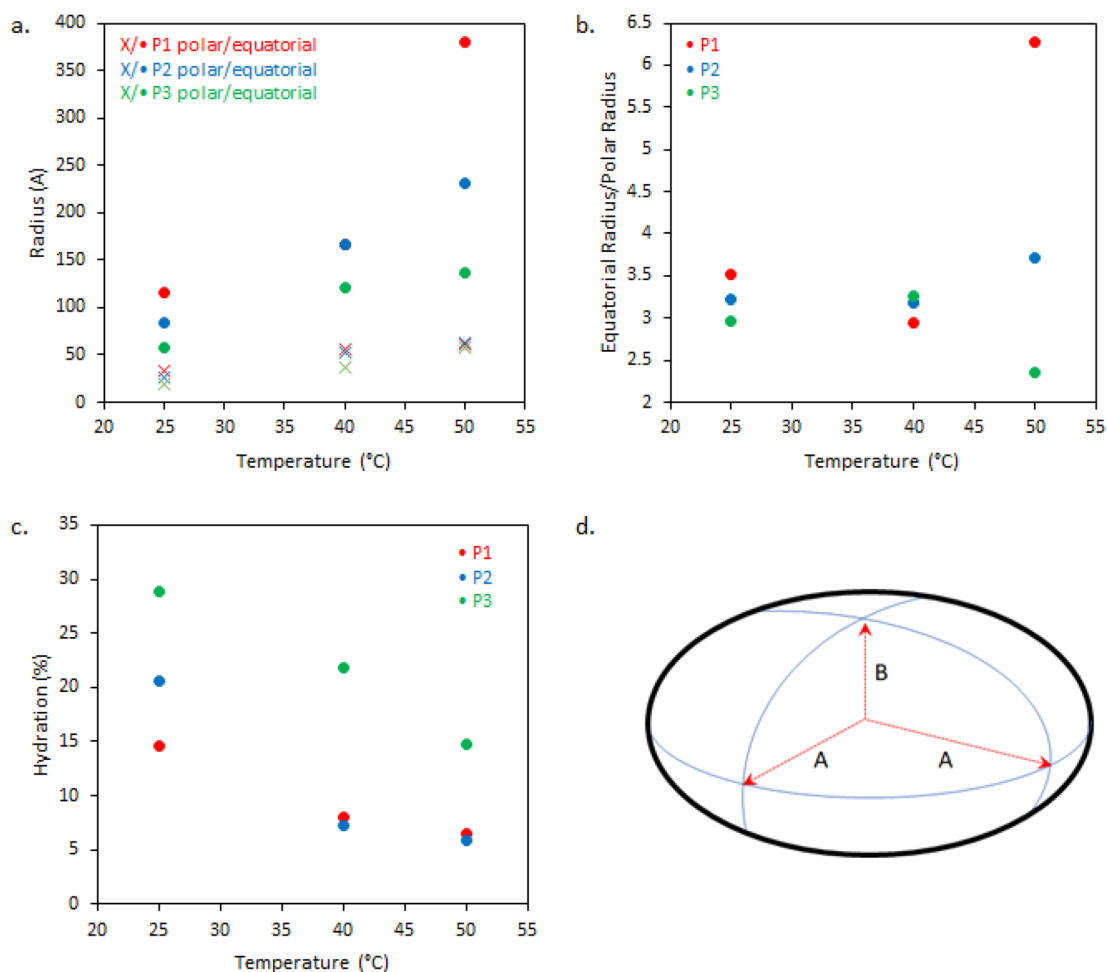 a.
400
350
300
250
200
150
100
50
0
Radius (A)
X/• P1 polar/equatorial
X/• P2 polar/equatorial
X/• P3 polar/equatorial
20 25 30 35 40 45 50 55
Temperature (°C)
b.
6.5
6
5.5
5
4.5
4
3.5
3
2.5
2
Equatorial Radius/Polar Radius
• P1
• P2
• P3
20 25 30 35 40 45 50 55
Temperature (°C)
c.
35
30
25
20
15
10
5
0
Hydration (%)
• P1
• P2
• P3
20 25 30 35 40 45 50 55
Temperature (°C)
d.
B
A A